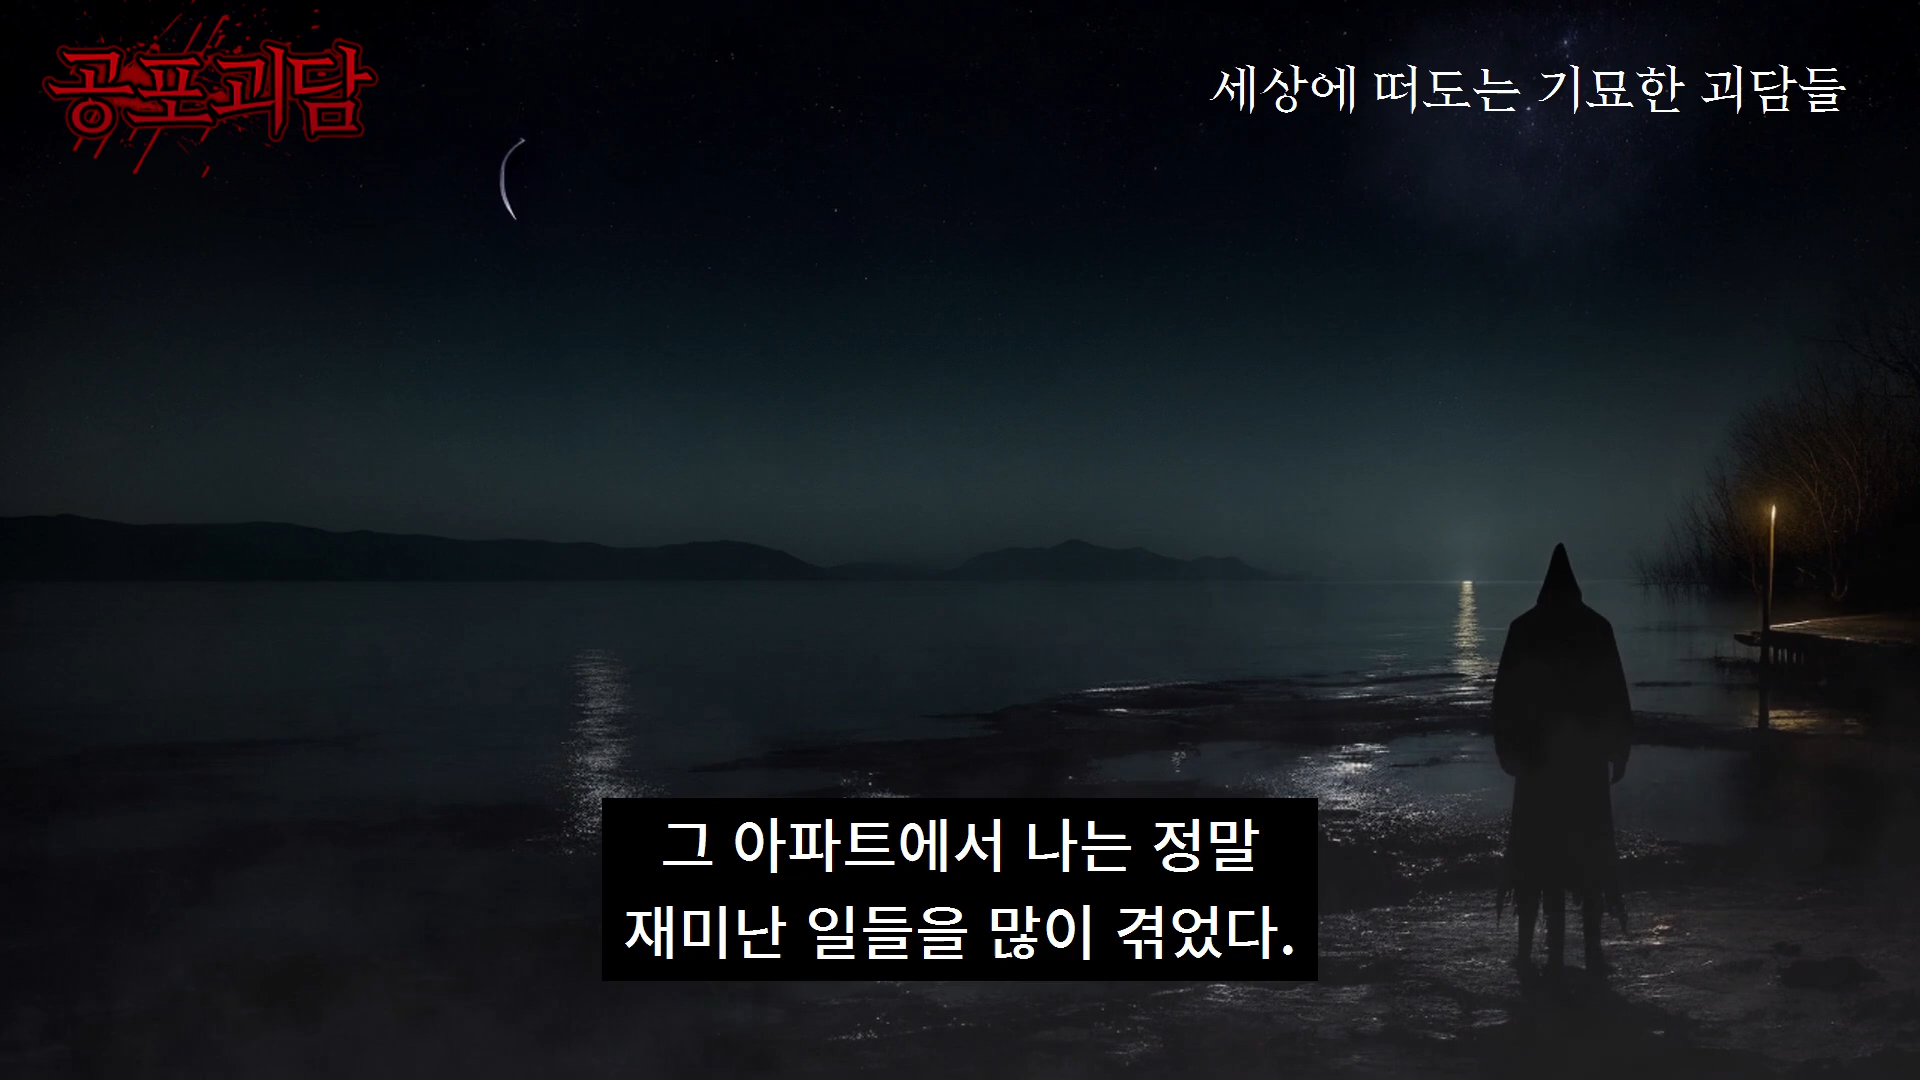 공포괴담
세상에 떠도는 기묘한 괴담들
그 아파트에서 나는 정말
재미난 일들을 많이 겪었다.